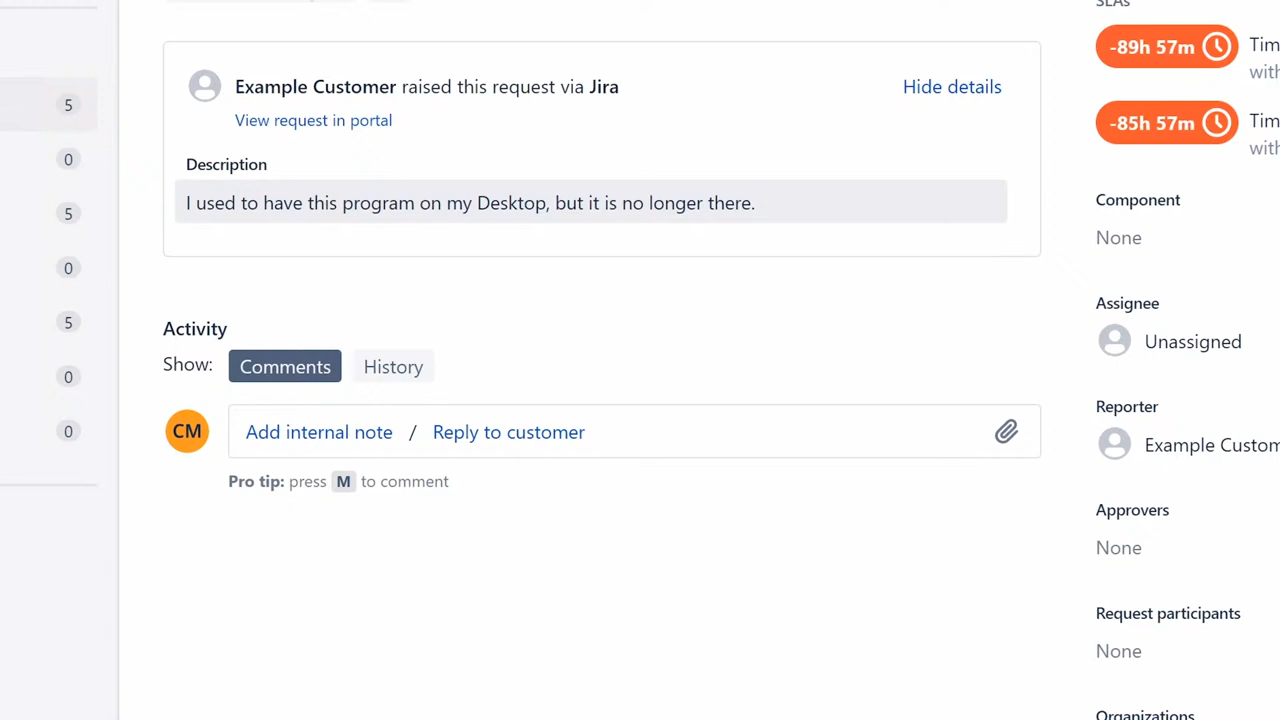 SLAs
-89h 57m
-85h 57m
5
0
5
0
5
0
0
Example Customer raised this request via Jira
Hide details
View request in portal
Description
I used to have this program on my Desktop, but it is no longer there.
Activity
Show: Comments History
CM
Add internal note / Reply to customer
Pro tip: press M to comment
Tim
with
Tim
with
Component
None
Assignee
Unassigned
Reporter
Example Custom
Approvers
None
Request participants
None
Organizations